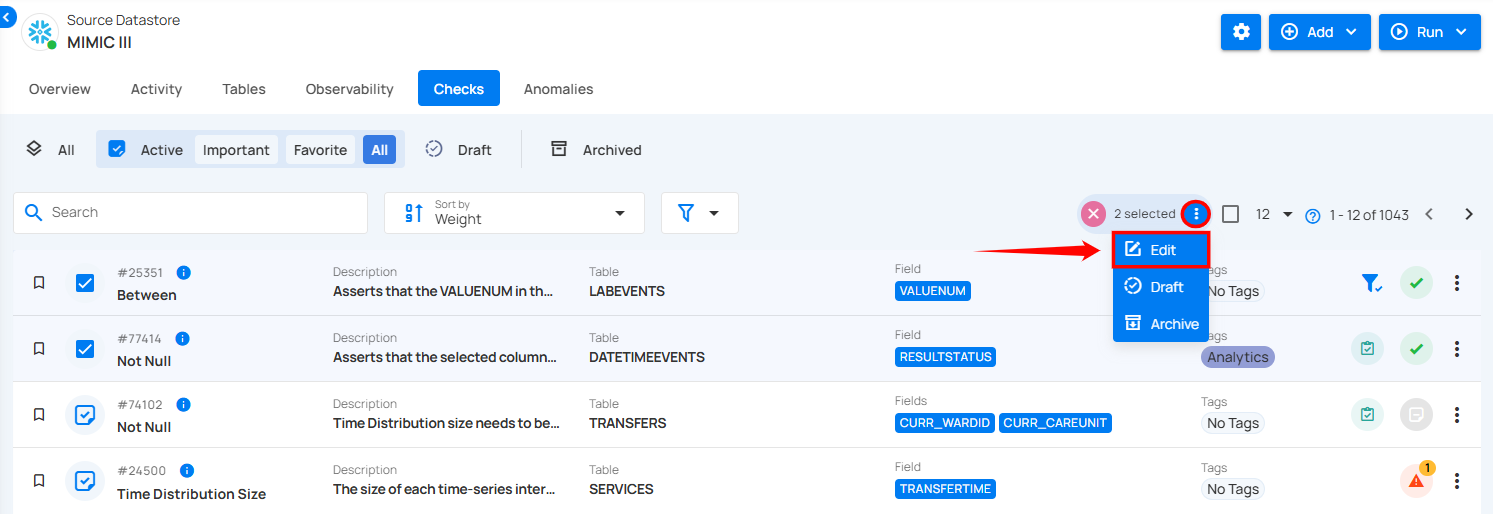 Source Datastore
MIMIC III
Add
Run
Overview
Activity
Tables
Observability
Checks
Anomalies
All
Active
Important
Favorite
All
Draft
Archived
Search
Sort by
Weight
2 selected
12
1 - 12 of 1043
Edit
Draft
Archive
#25351
Between
Description
Asserts that the VALUENUM in th...
Table
LABEVENTS
Field
VALUENUM
Tags
No Tags
#77414
Not Null
Description
Asserts that the selected column...
Table
DATETIMEEVENTS
Field
RESULTSTATUS
ags
Analytics
#74102
Not Null
Description
Time Distribution size needs to be...
Table
TRANSFERS
Fields
CURR_WARDID CURR_CAREUNIT
Tags
No Tags
#24500
Time Distribution Size
Description
The size of each time-series inter...
Table
SERVICES
Field
TRANSFERTIME
Tags
No Tags
1